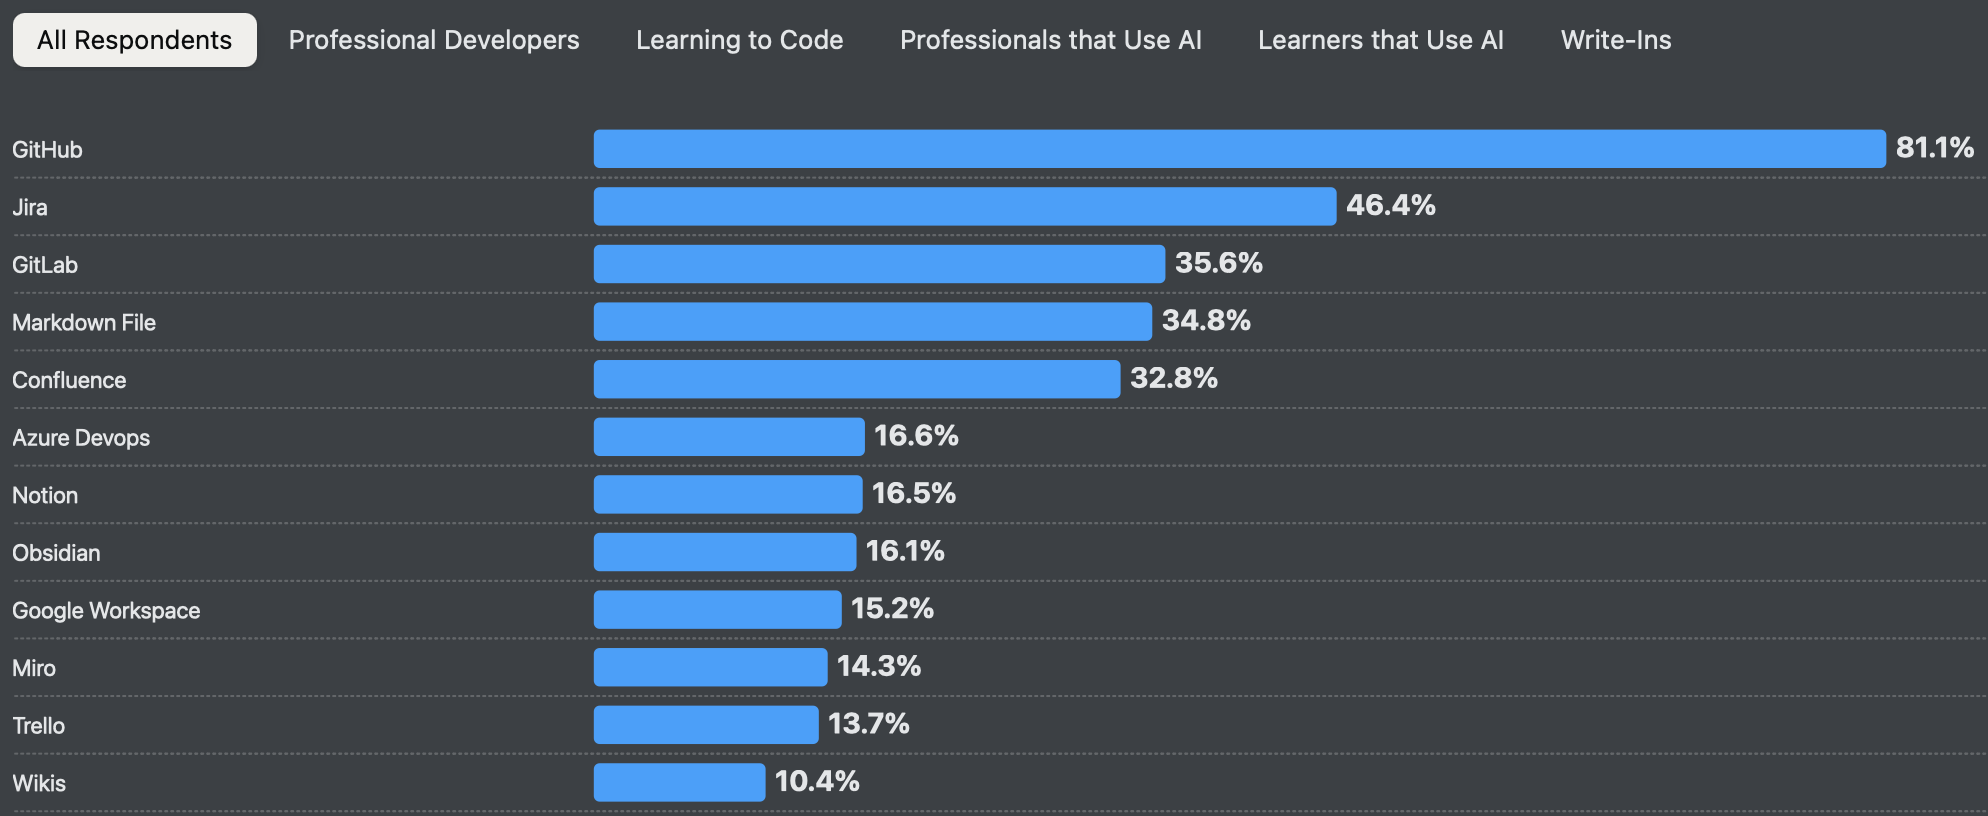 All Respondents Professional Developers Learning to Code Professionals that Use AI Learners that Use AI Write-Ins
GitHub 81.1%
Jira 46.4%
GitLab 35.6%
Markdown File 34.8%
Confluence 32.8%
Azure Devops 16.6%
Notion 16.5%
Obsidian 16.1%
Google Workspace 15.2%
Miro 14.3%
Trello 13.7%
Wikis 10.4%